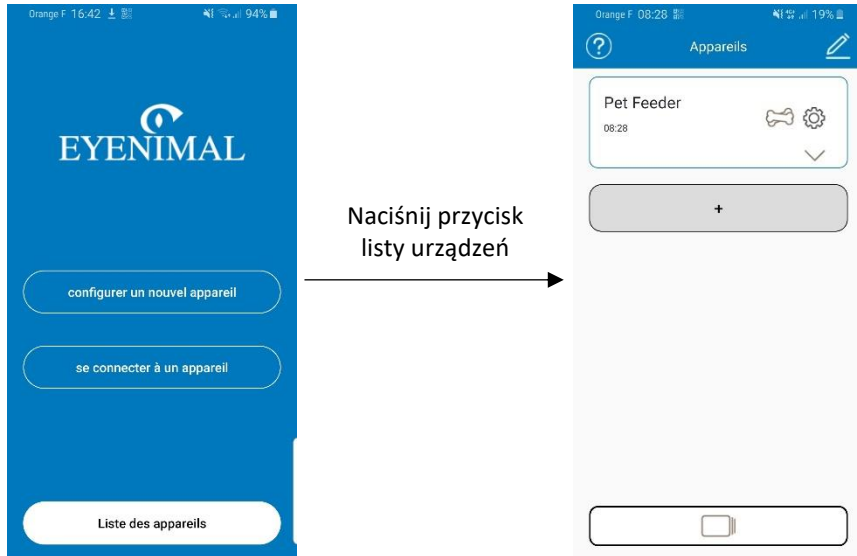 Orange F 16:42 94%
EYENIMAL
configurer un nouvel appareil
se connecter à un appareil
Liste des appareils
Naciśnij przycisk
listy urządzeń
Orange F 08:28 19%
? Appareils
Pet Feeder
08:28
+